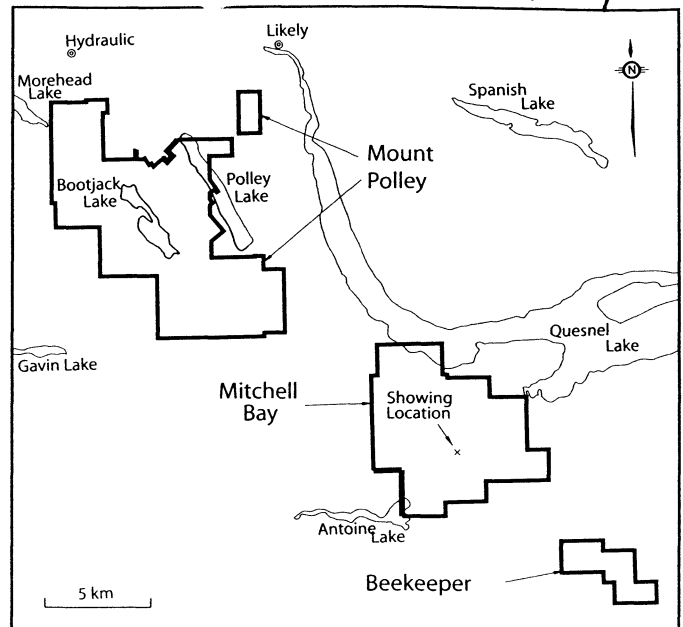 Hydraulic
Likely
Morehead
Lake
Spanish
Lake
N
Mount
Polley
Bootjack
Lake
Polley
Lake
Quesnel
Lake
Gavin Lake
Mitchell
Bay
Showing
Location
Antoine
Lake
Beekeeper
5 km